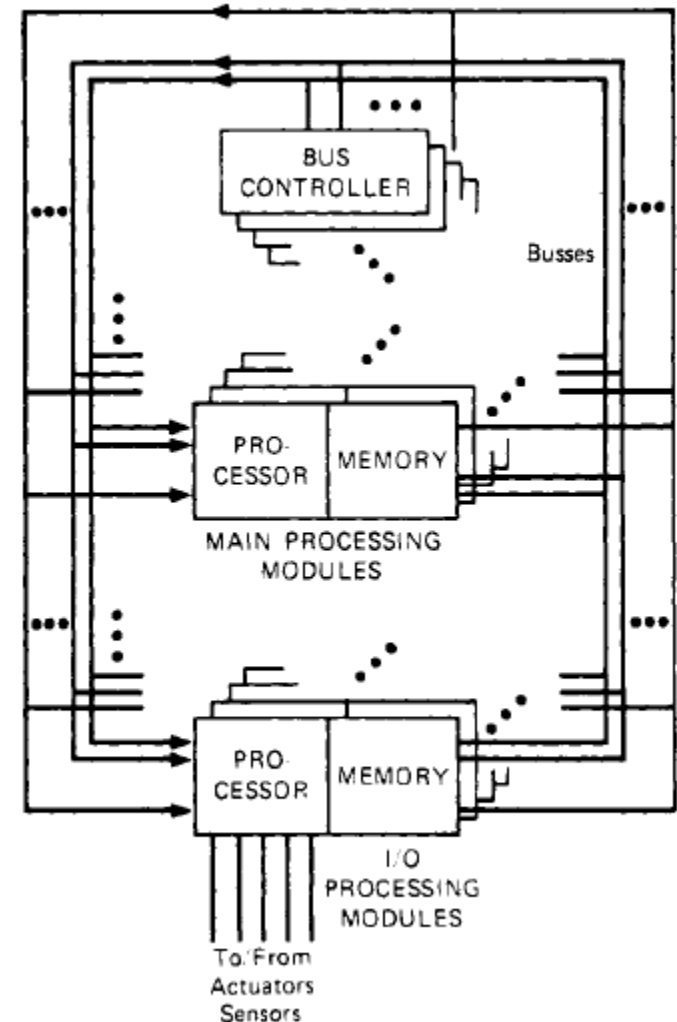 BUS
CONTROLLER
Busses
PRO-
CESSOR
MEMORY
MAIN PROCESSING
MODULES
PRO-
CESSOR
MEMORY
I/O
PROCESSING
MODULES
To/From
Actuators
Sensors